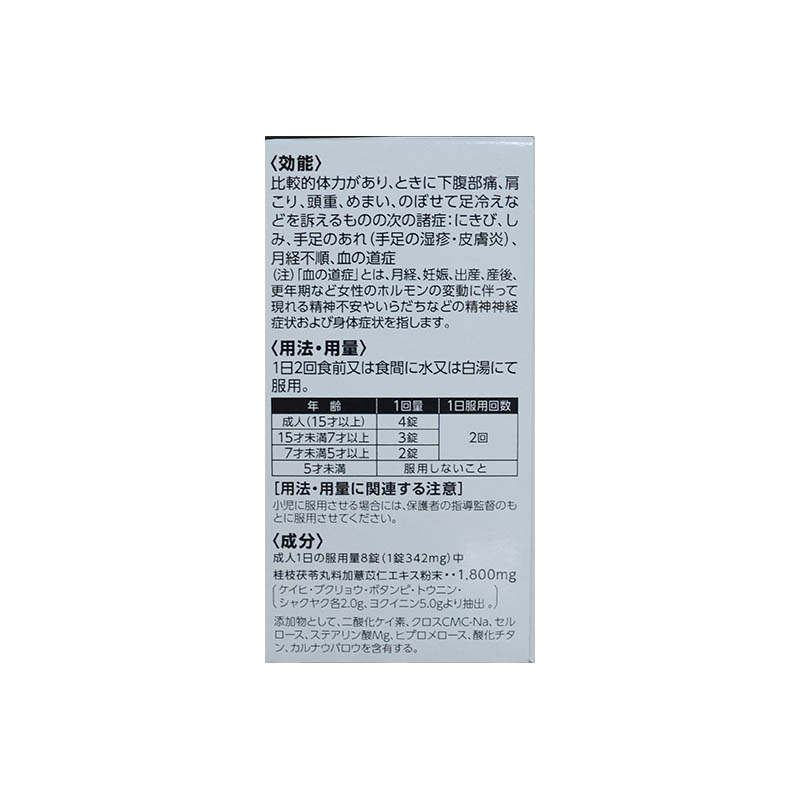 〈効能〉
比較的体力があり、ときに下腹部痛、肩
こり、頭重、めまい、のぼせて足冷えな
どを訴えるものの次の諸症：にきび、し
み、手足のあれ（手足の湿疹・皮膚炎）、
月経不順、血の道症
（注）「血の道症」とは、月経、妊娠、出産、産後、
更年期など女性のホルモンの変動に伴って
現れる精神不安やいらだちなどの精神神経
症状および身体症状を指します。
〈用法・用量〉
1日2回食前又は食間に水又は白湯にて
服用。
年齢 1回量 1日服用回数
成人（15才以上） 4錠
15才未満7才以上 3錠 2回
7才未満5才以上 2錠
5才未満 服用しないこと
［用法・用量に関連する注意］
小児に服用させる場合には、保護者の指導監督のも
とに服用させてください。
〈成分〉
成人1日の服用量8錠（1錠342mg）中
桂枝茯苓丸料加薏苡仁エキス粉末・・1,800mg
（ケイヒ・ブクリョウ・ボタンピ・トウニン・
シャクヤク各2.0g、ヨクイニン5.0gより抽出。）
添加物として、二酸化ケイ素、クロスCMC-Na、セル
ロース、ステアリン酸Mg、ヒプロメロース、酸化チタ
ン、カルナウバロウを含有する。